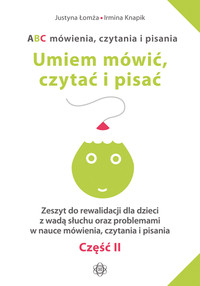 Justyna Łomża • Irmina Knapik
ABC mówienia, czytania i pisania
Umiem mówić,
czytać i pisać
Zeszyt do rewalidacji dla dzieci
z wadą słuchu oraz problemami
w nauce mówienia, czytania i pisania
Część II